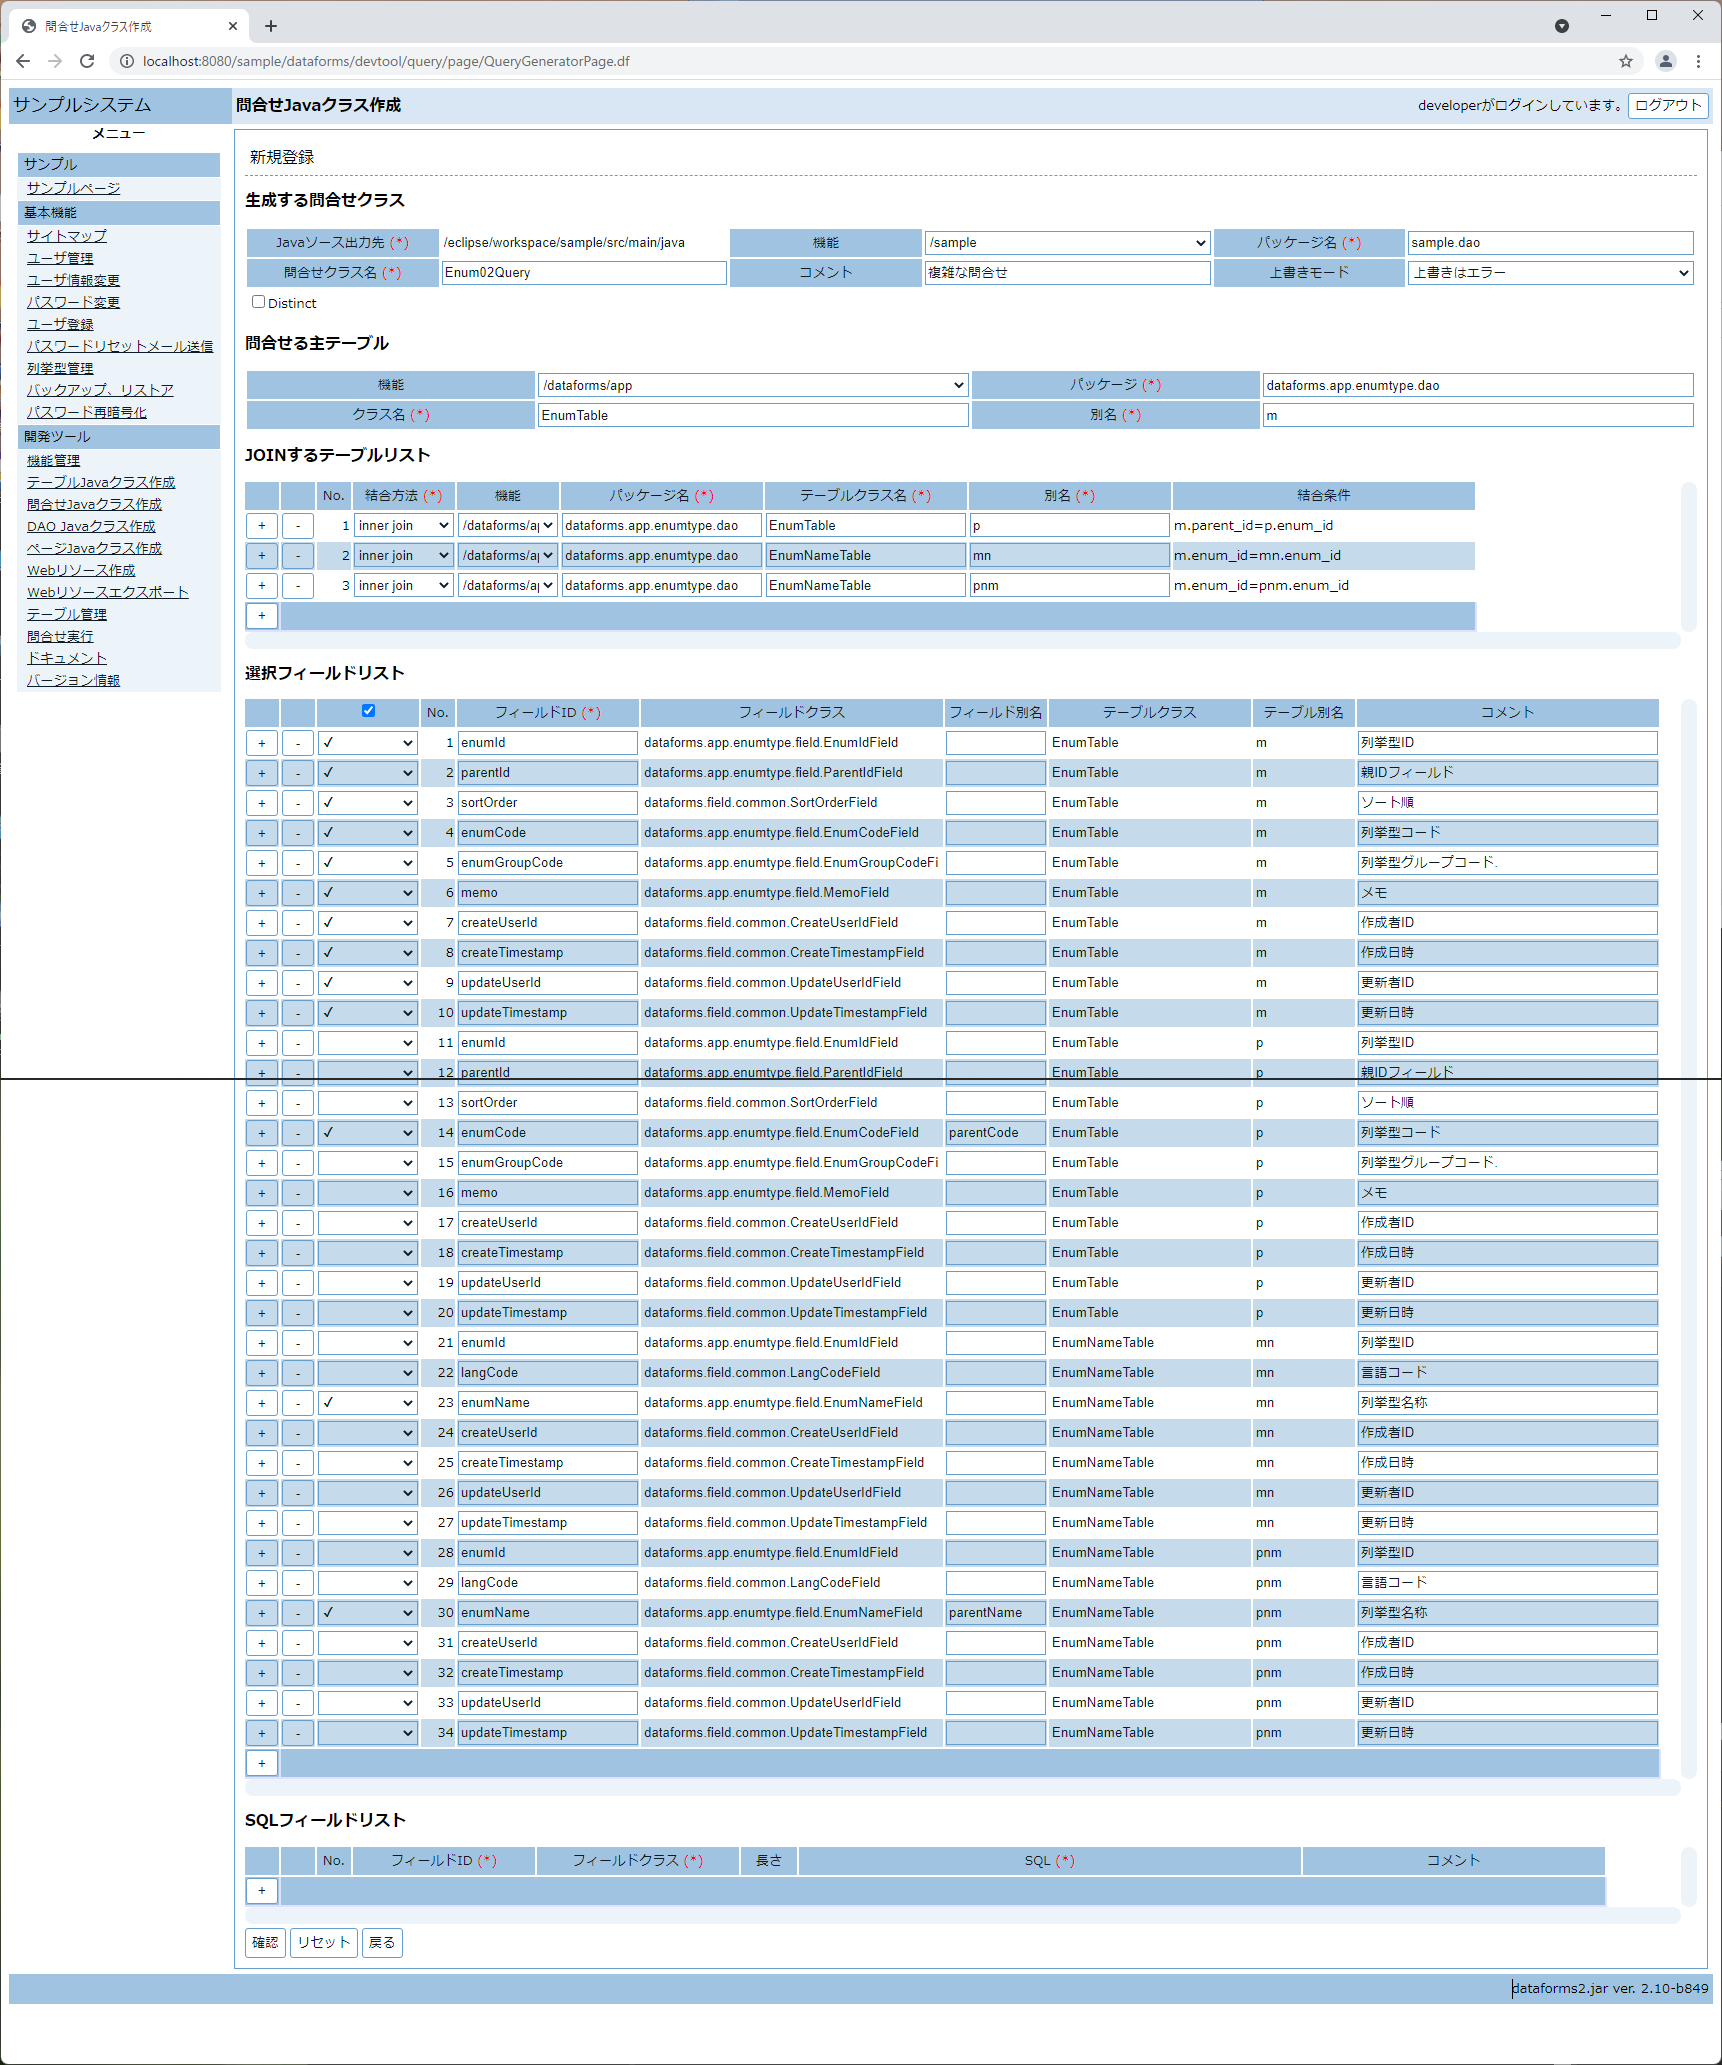 問合せJavaクラス作成
localhost:8080/sample/dataforms/devtool/query/page/QueryGeneratorPage.df
サンプルシステム
問合せJavaクラス作成
developerがログインしています。 ログアウト
メニュー
サンプル
サンプルページ
基本機能
サイトマップ
ユーザ管理
ユーザ情報変更
パスワード変更
ユーザ登録
パスワードリセットメール送信
列挙型管理
バックアップ、リストア
パスワード再暗号化
開発ツール
機能管理
テーブルJavaクラス作成
問合せJavaクラス作成
DAO Javaクラス作成
ページJavaクラス作成
Webリソース作成
Webリソースエクスポート
テーブル管理
問合せ実行
ドキュメント
バージョン情報
新規登録
生成する問合せクラス
Javaソース出力先 (*) /eclipse/workspace/sample/src/main/java 機能 /sample パッケージ名 (*) sample.dao
問合せクラス名 (*) Enum02Query コメント 複雑な問合せ 上書きモード 上書きはエラー
Distinct
問合せる主テーブル
機能 /dataforms/app パッケージ (*) dataforms.app.enumtype.dao
クラス名 (*) EnumTable 別名 (*) m
JOINするテーブルリスト
No. 結合方法 (*) 機能 パッケージ名 (*) テーブルクラス名 (*) 別名 (*) 結合条件
+ - 1 inner join /dataforms/ap dataforms.app.enumtype.dao EnumTable p m.parent_id=p.enum_id
+ - 2 inner join /dataforms/ap dataforms.app.enumtype.dao EnumNameTable mn m.enum_id=mn.enum_id
+ - 3 inner join /dataforms/ap dataforms.app.enumtype.dao EnumNameTable pnm m.enum_id=pnm.enum_id
+
選択フィールドリスト
No. フィールドID (*) フィールドクラス フィールド別名 テーブルクラス テーブル別名 コメント
+ - ✓ 1 enumId dataforms.app.enumtype.field.EnumIdField EnumTable m 列挙型ID
+ - ✓ 2 parentId dataforms.app.enumtype.field.ParentIdField EnumTable m 親IDフィールド
+ - ✓ 3 sortOrder dataforms.field.common.SortOrderField EnumTable m ソート順
+ - ✓ 4 enumCode dataforms.app.enumtype.field.EnumCodeField EnumTable m 列挙型コード
+ - ✓ 5 enumGroupCode dataforms.app.enumtype.field.EnumGroupCodeFi EnumTable m 列挙型グループコード.
+ - ✓ 6 memo dataforms.app.enumtype.field.MemoField EnumTable m メモ
+ - ✓ 7 createUserId dataforms.field.common.CreateUserIdField EnumTable m 作成者ID
+ - ✓ 8 createTimestamp dataforms.field.common.CreateTimestampField EnumTable m 作成日時
+ - ✓ 9 updateUserId dataforms.field.common.UpdateUserIdField EnumTable m 更新者ID
+ - ✓ 10 updateTimestamp dataforms.field.common.UpdateTimestampField EnumTable m 更新日時
+ - 11 enumId dataforms.app.enumtype.field.EnumIdField EnumTable p 列挙型ID
+ - 12 parentId dataforms.app.enumtype.field.ParentIdField EnumTable p 親IDフィールド
+ - 13 sortOrder dataforms.field.common.SortOrderField EnumTable p ソート順
+ - ✓ 14 enumCode dataforms.app.enumtype.field.EnumCodeField parentCode EnumTable p 列挙型コード
+ - 15 enumGroupCode dataforms.app.enumtype.field.EnumGroupCodeFi EnumTable p 列挙型グループコード.
+ - 16 memo dataforms.app.enumtype.field.MemoField EnumTable p メモ
+ - 17 createUserId dataforms.field.common.CreateUserIdField EnumTable p 作成者ID
+ - 18 createTimestamp dataforms.field.common.CreateTimestampField EnumTable p 作成日時
+ - 19 updateUserId dataforms.field.common.UpdateUserIdField EnumTable p 更新者ID
+ - 20 updateTimestamp dataforms.field.common.UpdateTimestampField EnumTable p 更新日時
+ - 21 enumId dataforms.app.enumtype.field.EnumIdField EnumNameTable mn 列挙型ID
+ - 22 langCode dataforms.field.common.LangCodeField EnumNameTable mn 言語コード
+ - ✓ 23 enumName dataforms.app.enumtype.field.EnumNameField EnumNameTable mn 列挙型名称
+ - 24 createUserId dataforms.field.common.CreateUserIdField EnumNameTable mn 作成者ID
+ - 25 createTimestamp dataforms.field.common.CreateTimestampField EnumNameTable mn 作成日時
+ - 26 updateUserId dataforms.field.common.UpdateUserIdField EnumNameTable mn 更新者ID
+ - 27 updateTimestamp dataforms.field.common.UpdateTimestampField EnumNameTable mn 更新日時
+ - 28 enumId dataforms.app.enumtype.field.EnumIdField EnumNameTable pnm 列挙型ID
+ - 29 langCode dataforms.field.common.LangCodeField EnumNameTable pnm 言語コード
+ - ✓ 30 enumName dataforms.app.enumtype.field.EnumNameField parentName EnumNameTable pnm 列挙型名称
+ - 31 createUserId dataforms.field.common.CreateUserIdField EnumNameTable pnm 作成者ID
+ - 32 createTimestamp dataforms.field.common.CreateTimestampField EnumNameTable pnm 作成日時
+ - 33 updateUserId dataforms.field.common.UpdateUserIdField EnumNameTable pnm 更新者ID
+ - 34 updateTimestamp dataforms.field.common.UpdateTimestampField EnumNameTable pnm 更新日時
+
SQLフィールドリスト
No. フィールドID (*) フィールドクラス (*) 長さ SQL (*) コメント
+
確認 リセット 戻る
dataforms2.jar ver. 2.10-b849